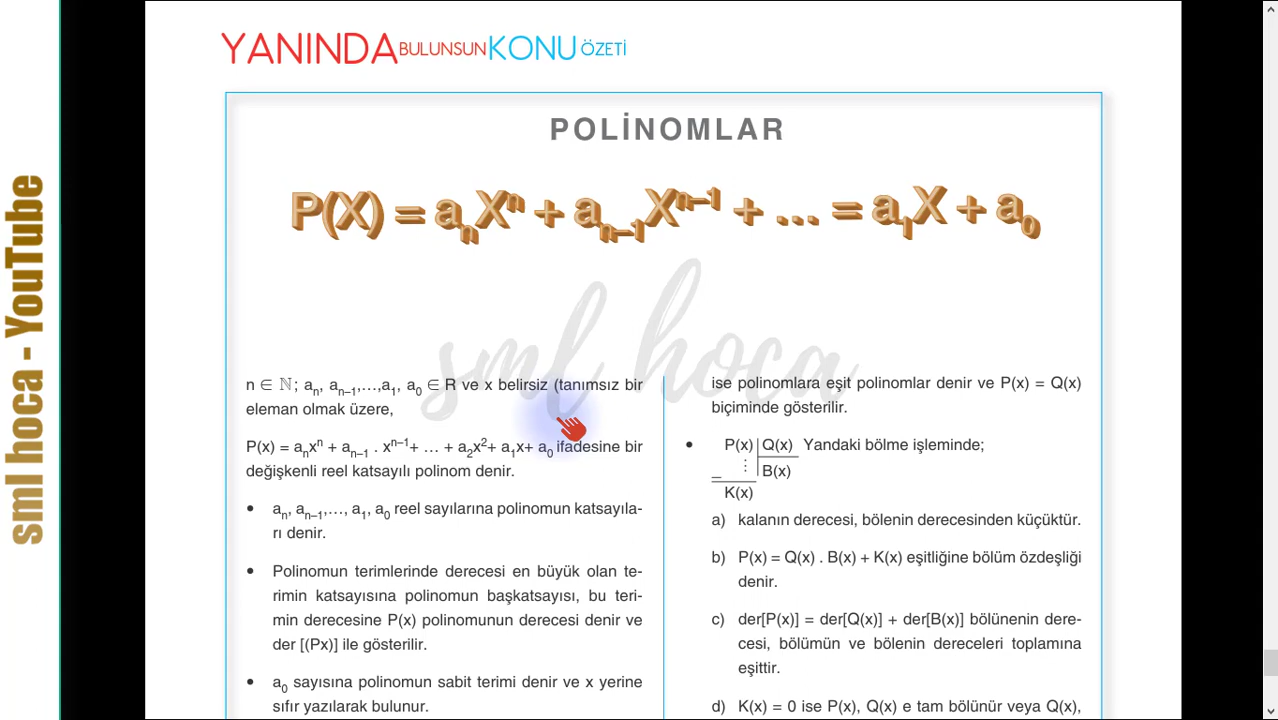 sml hoca - YouTube
YANINDA BULUNSUN KONU ÖZETİ
POLİNOMLAR
P(X) = aₙXⁿ + aₙ₋₁Xⁿ⁻¹ + ... = a₁X + a₀
sml hoca
n ∈ ℕ; aₙ, aₙ₋₁,…,a₁, a₀ ∈ R ve x belirsiz (tanımsız bir
eleman olmak üzere,
P(x) = aₙxⁿ + aₙ₋₁ . xⁿ⁻¹+ … + a₂x²+ a₁x+ a₀ ifadesine bir
değişkenli reel katsayılı polinom denir.
• aₙ, aₙ₋₁,…, a₁, a₀ reel sayılarına polinomun katsayıla-
rı denir.
• Polinomun terimlerinde derecesi en büyük olan te-
rimin katsayısına polinomun başkatsayısı, bu teri-
min derecesine P(x) polinomunun derecesi denir ve
der [(Px)] ile gösterilir.
• a₀ sayısına polinomun sabit terimi denir ve x yerine
sıfır yazılarak bulunur.
ise polinomlara eşit polinomlar denir ve P(x) = Q(x)
biçiminde gösterilir.
• P(x) | Q(x) Yandaki bölme işleminde;
– ⋮ | B(x)
K(x)
a) kalanın derecesi, bölenin derecesinden küçüktür.
b) P(x) = Q(x) . B(x) + K(x) eşitliğine bölüm özdeşliği
denir.
c) der[P(x)] = der[Q(x)] + der[B(x)] bölünenin dere-
cesi, bölümün ve bölenin dereceleri toplamına
eşittir.
d) K(x) = 0 ise P(x), Q(x) e tam bölünür veya Q(x),